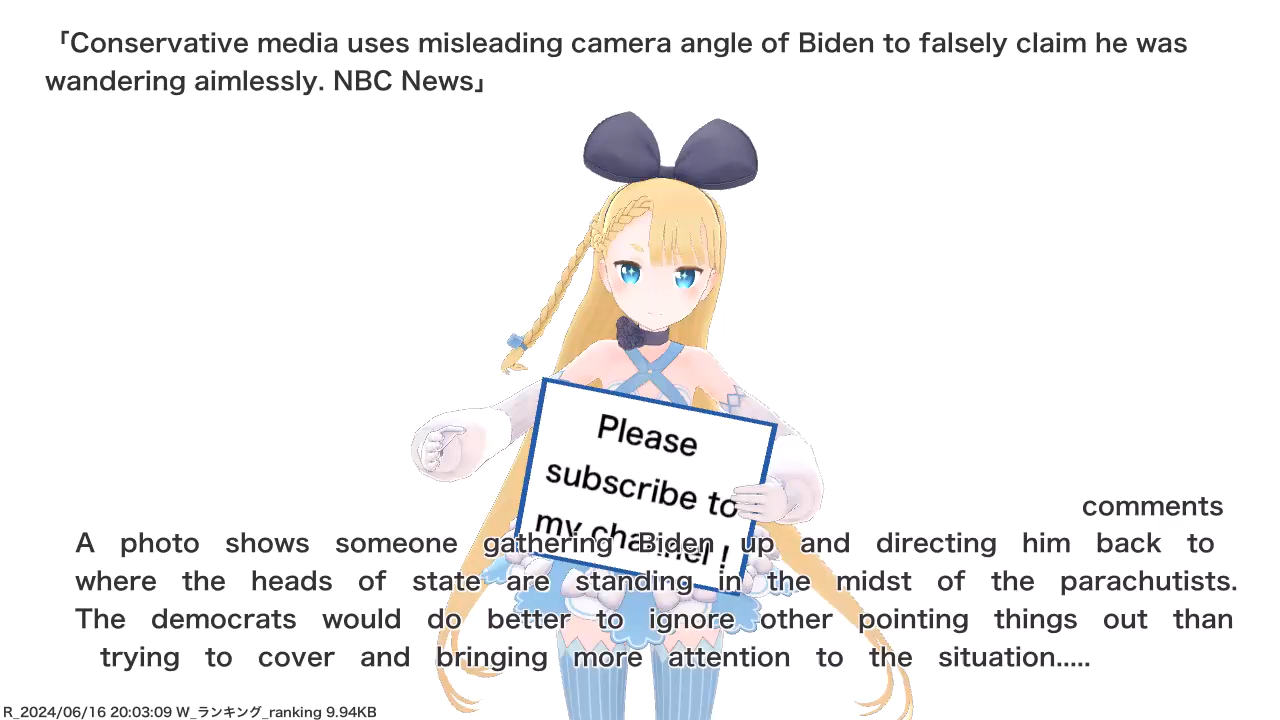 「Conservative media uses misleading camera angle of Biden to falsely claim he was
wandering aimlessly. NBC News」
Please
subscribe to
my channel !
comments
A photo shows someone gathering Biden up and directing him back to
where the heads of state are standing in the midst of the parachutists.
The democrats would do better to ignore other pointing things out than
trying to cover and bringing more attention to the situation.....
R_2024/06/16 20:03:09 W_ランキング_ranking 9.94KB